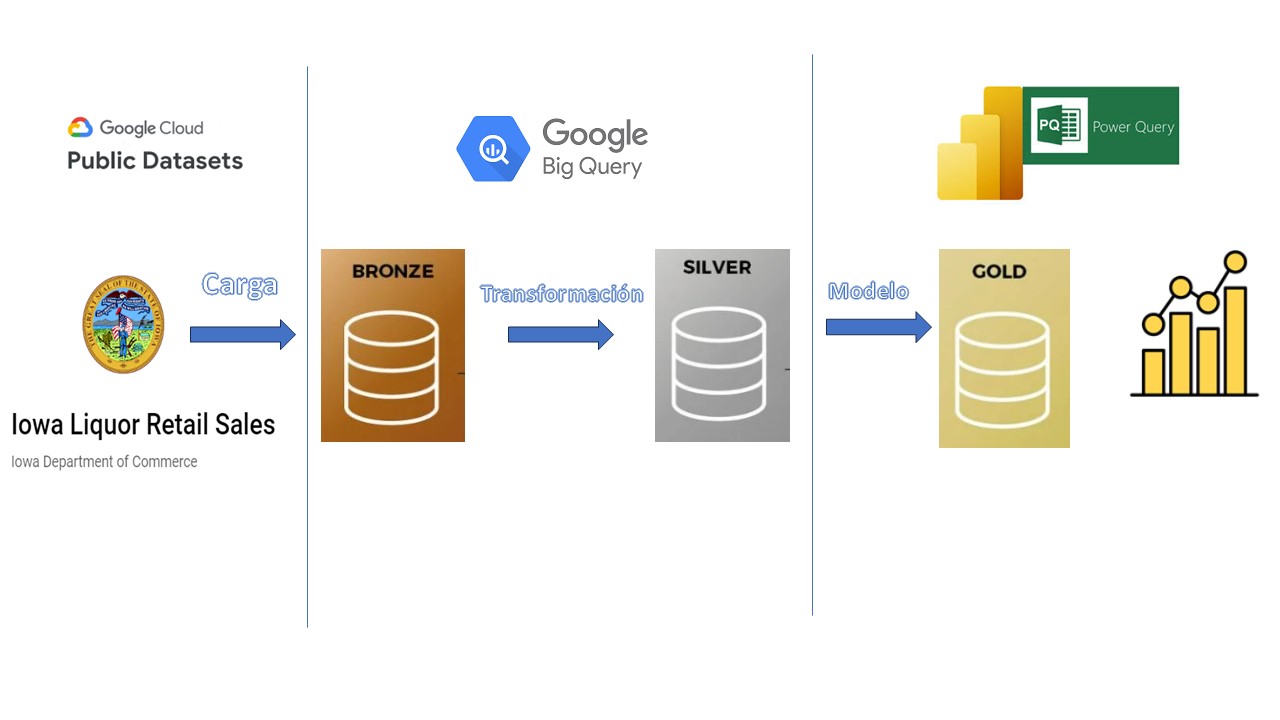 Google Cloud
Public Datasets
Google
Big Query
PQ
Power Query
Carga
BRONZE
Transformación
SILVER
Modelo
GOLD
Iowa Liquor Retail Sales
Iowa Department of Commerce